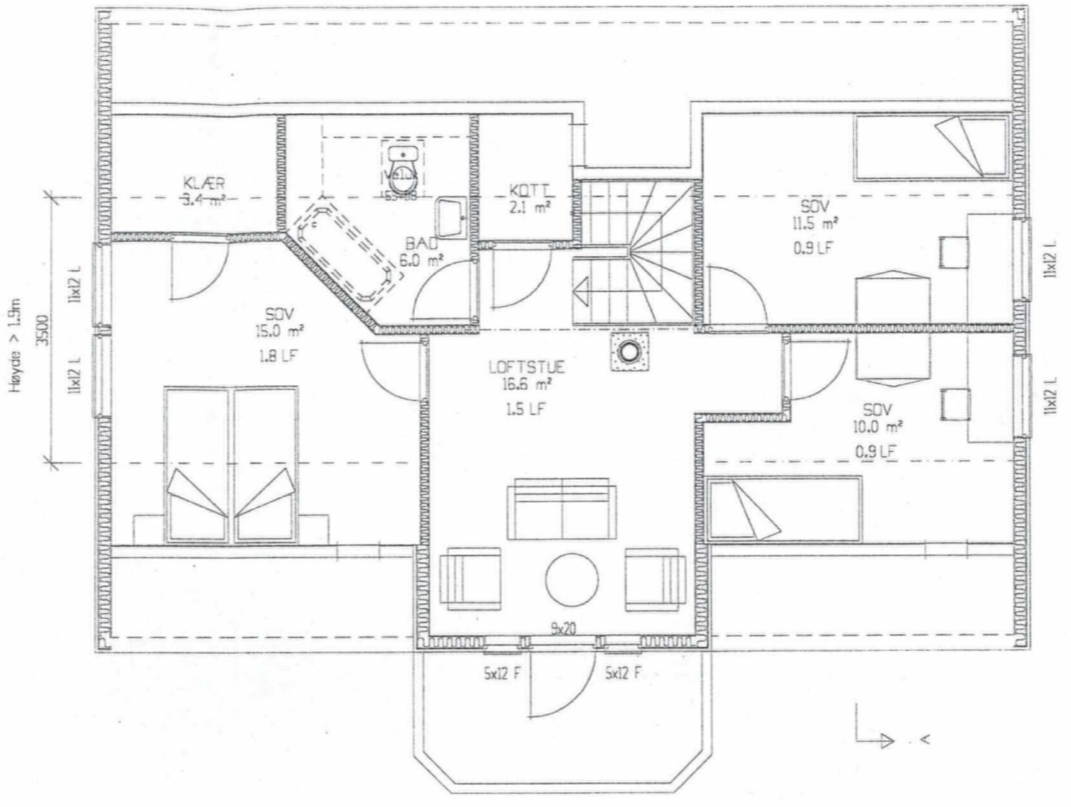 KLÆR
3.4 m²
KOTT
2.1 m²
BAD
6.0 m²
SOV
11.5 m²
0.9 LF
SOV
15.0 m²
1.8 LF
LOFTSTUE
16.6 m²
1.5 LF
SOV
10.0 m²
0.9 LF
Høyde > 1.9m
3500
11x12 L
11x12 L
11x12 L
11x12 L
9x20
5x12 F
5x12 F